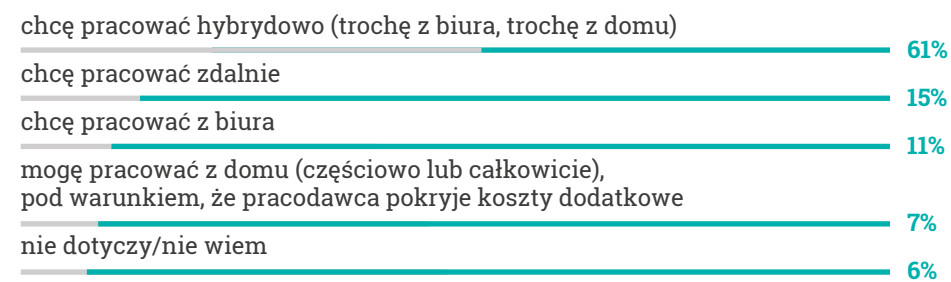 chcę pracować hybrydowo (trochę z biura, trochę z domu)
61%
chcę pracować zdalnie
15%
chcę pracować z biura
11%
mogę pracować z domu (częściowo lub całkowicie),
pod warunkiem, że pracodawca pokryje koszty dodatkowe
7%
nie dotyczy/nie wiem
6%